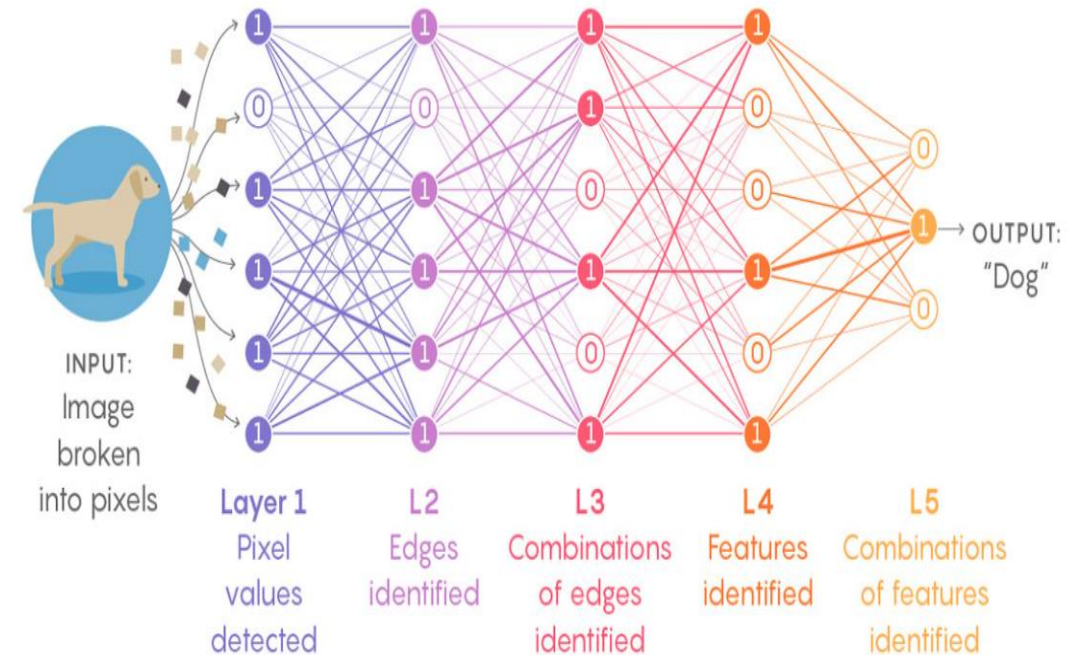 1 1 1 1
0 0 1 0
0
1 1 0 0
1
OUTPUT:
"Dog"
1 1 1 1
0
1 1 0 0
1 1 1 1
INPUT:
Image
broken
into pixels
Layer 1
Pixel
values
detected
L2
Edges
identified
L3
Combinations
of edges
identified
L4
Features
identified
L5
Combinations
of features
identified